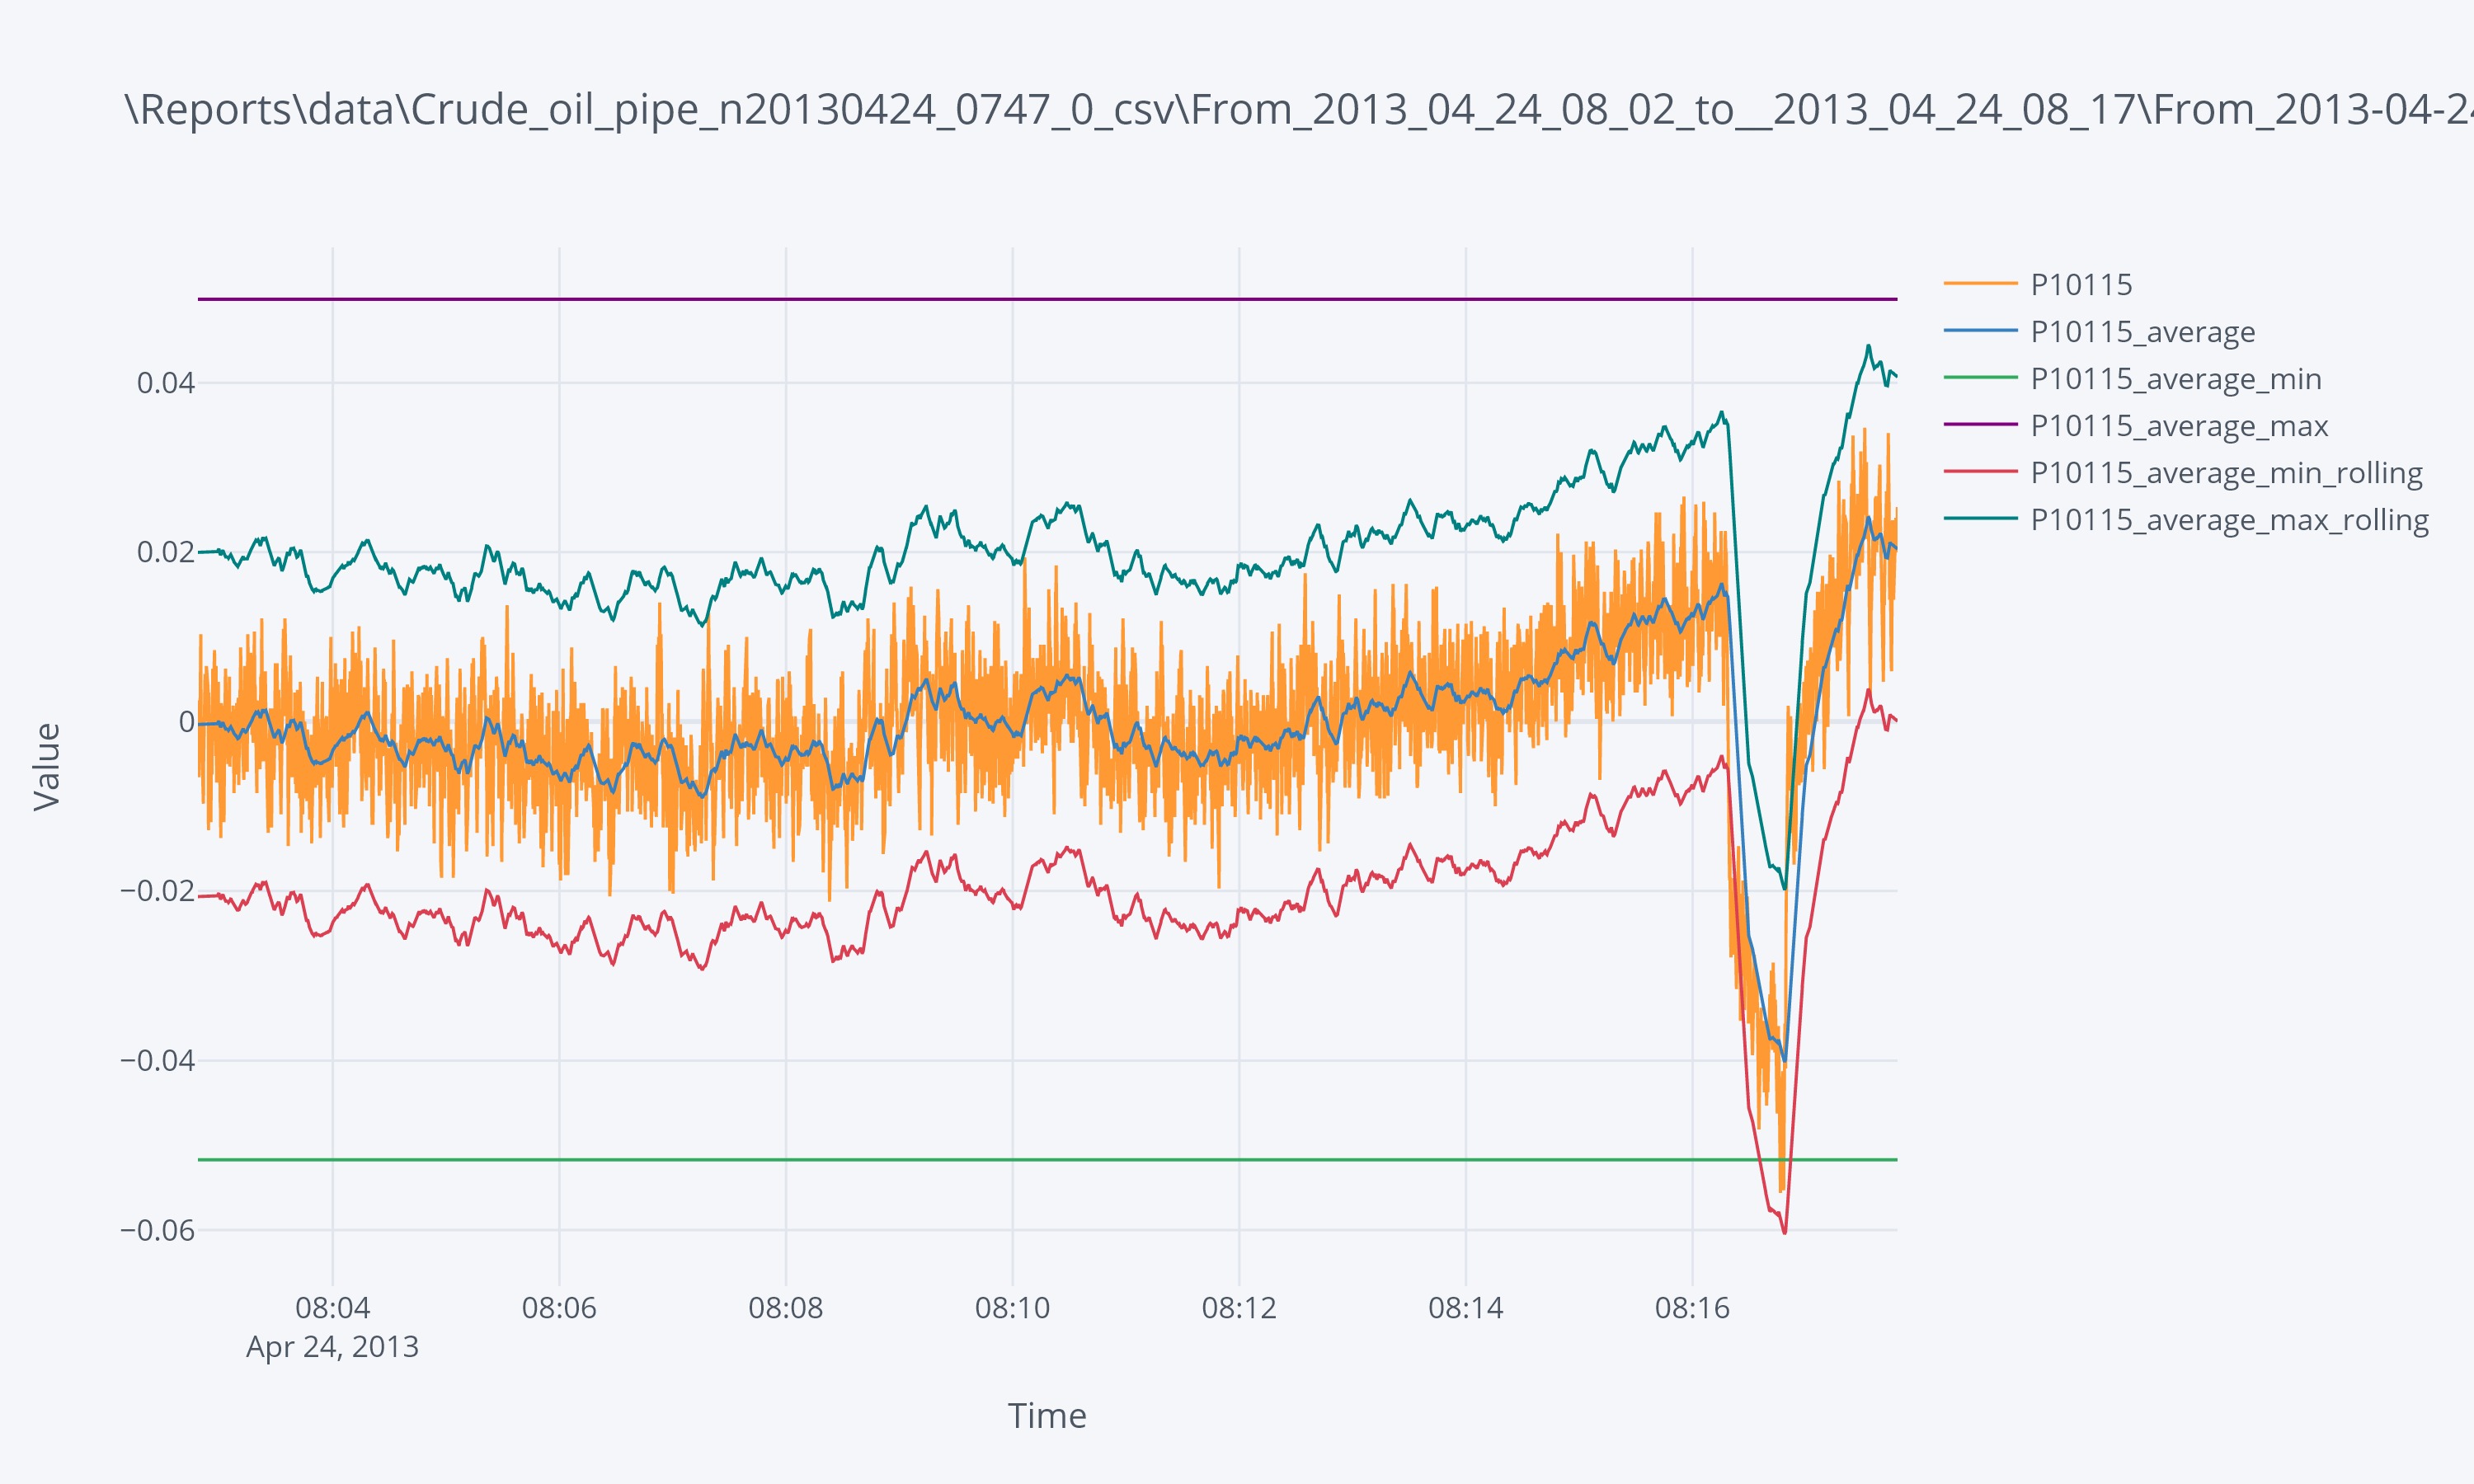 \Reports\data\Crude_oil_pipe_n20130424_0747_0_csv\From_2013_04_24_08_02_to__2013_04_24_08_17\From_2013-04-24
P10115
P10115_average
P10115_average_min
P10115_average_max
P10115_average_min_rolling
P10115_average_max_rolling
0.04
0.02
0
−0.02
−0.04
−0.06
Value
08:04
08:06
08:08
08:10
08:12
08:14
08:16
Apr 24, 2013
Time